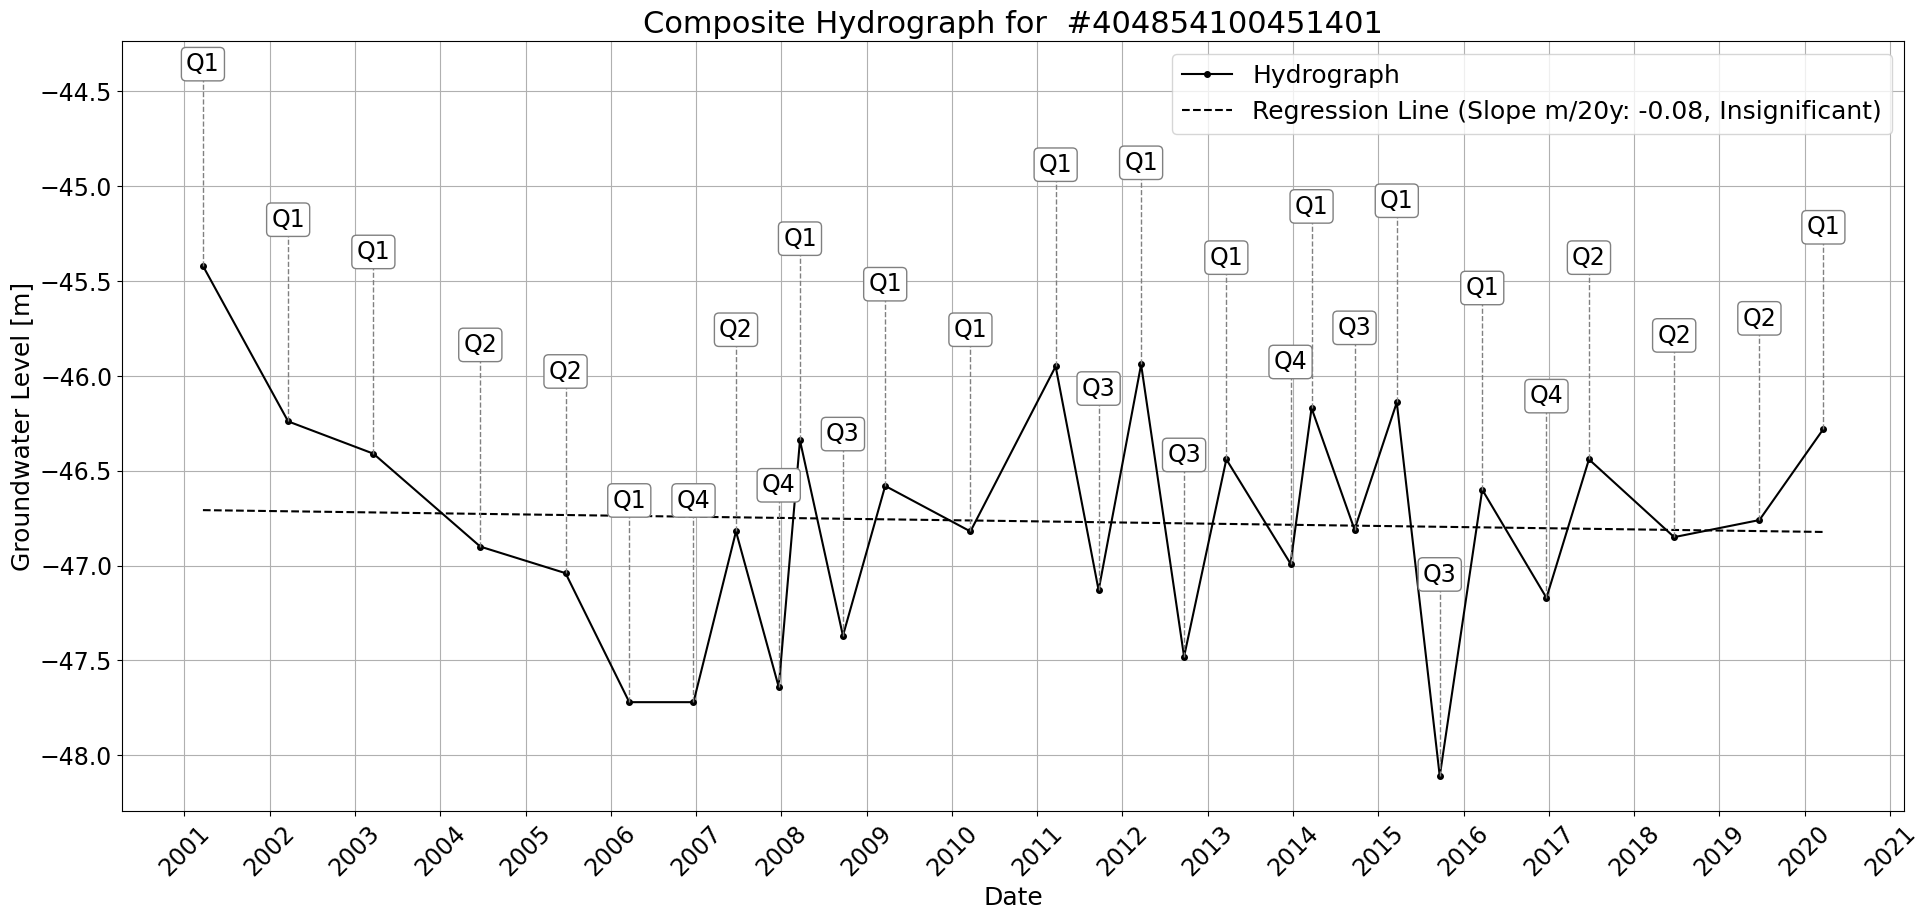 Composite Hydrograph for  #404854100451401
Hydrograph
Regression Line (Slope m/20y: -0.08, Insignificant)
Groundwater Level [m]
−44.5
−45.0
−45.5
−46.0
−46.5
−47.0
−47.5
−48.0
Q1
Q1
Q1
Q2
Q2
Q1
Q4
Q2
Q4
Q1
Q3
Q1
Q1
Q1
Q3
Q1
Q3
Q1
Q4
Q1
Q3
Q1
Q3
Q1
Q4
Q2
Q2
Q2
Q1
2001
2002
2003
2004
2005
2006
2007
2008
2009
2010
2011
2012
2013
2014
2015
2016
2017
2018
2019
2020
2021
Date